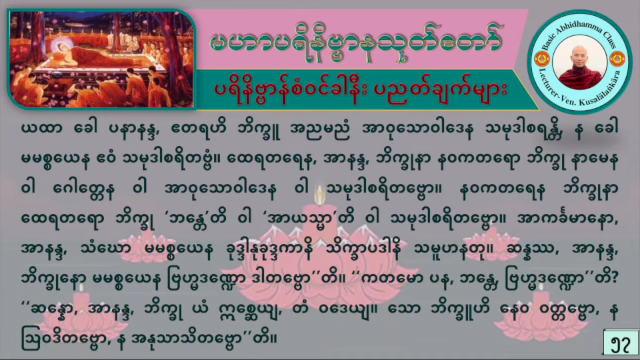 မဟာပရိနိဗ္ဗာနသုတ်တော်
ပရိနိဗ္ဗာန်စံဝင်ခါနီး ပညတ်ချက်များ
Basic Abhidhamma Class
Lecturer-Ven. Kusalālaṅkāra
ယထာ ခေါ ပနာနန္ဒ, ဧတရဟိ ဘိက္ခူ အညမညံ အာဝုသောဝါဒေန သမုဒါစရန္တိ, န ခေါ
မမစ္စယေန ဧဝံ သမုဒါစရိတဗ္ဗံ။ ထေရတရေန, အာနန္ဒ, ဘိက္ခုနာ နဝကတရော ဘိက္ခု နာမေန
ဝါ ဂေါတ္တေန ဝါ အာဝုသောဝါဒေန ဝါ သမုဒါစရိတဗ္ဗော။ နဝကတရေန ဘိက္ခုနာ
ထေရတရော ဘိက္ခု ‘ဘန္တေ’တိ ဝါ ‘အာယသ္မာ’တိ ဝါ သမုဒါစရိတဗ္ဗော။ အာကင်္ခမာနော,
အာနန္ဒ, သံဃော မမစ္စယေန ခုဒ္ဒါနုခုဒ္ဒကာနိ သိက္ခာပဒါနိ သမူဟနတု။ ဆန္နဿ, အာနန္ဒ,
ဘိက္ခုနော မမစ္စယေန ဗြဟ္မဒဏ္ဍော ဒါတဗ္ဗော’’တိ။ ‘‘ကတမော ပန, ဘန္တေ, ဗြဟ္မဒဏ္ဍော’’တိ?
‘‘ဆန္နော, အာနန္ဒ, ဘိက္ခု ယံ ဣစ္ဆေယျ, တံ ဝဒေယျ။ သော ဘိက္ခူဟိ နေဝ ဝတ္တဗ္ဗော, န
ဩဝဒိတဗ္ဗော, န အနုသာသိတဗ္ဗော’’တိ။
၅၃